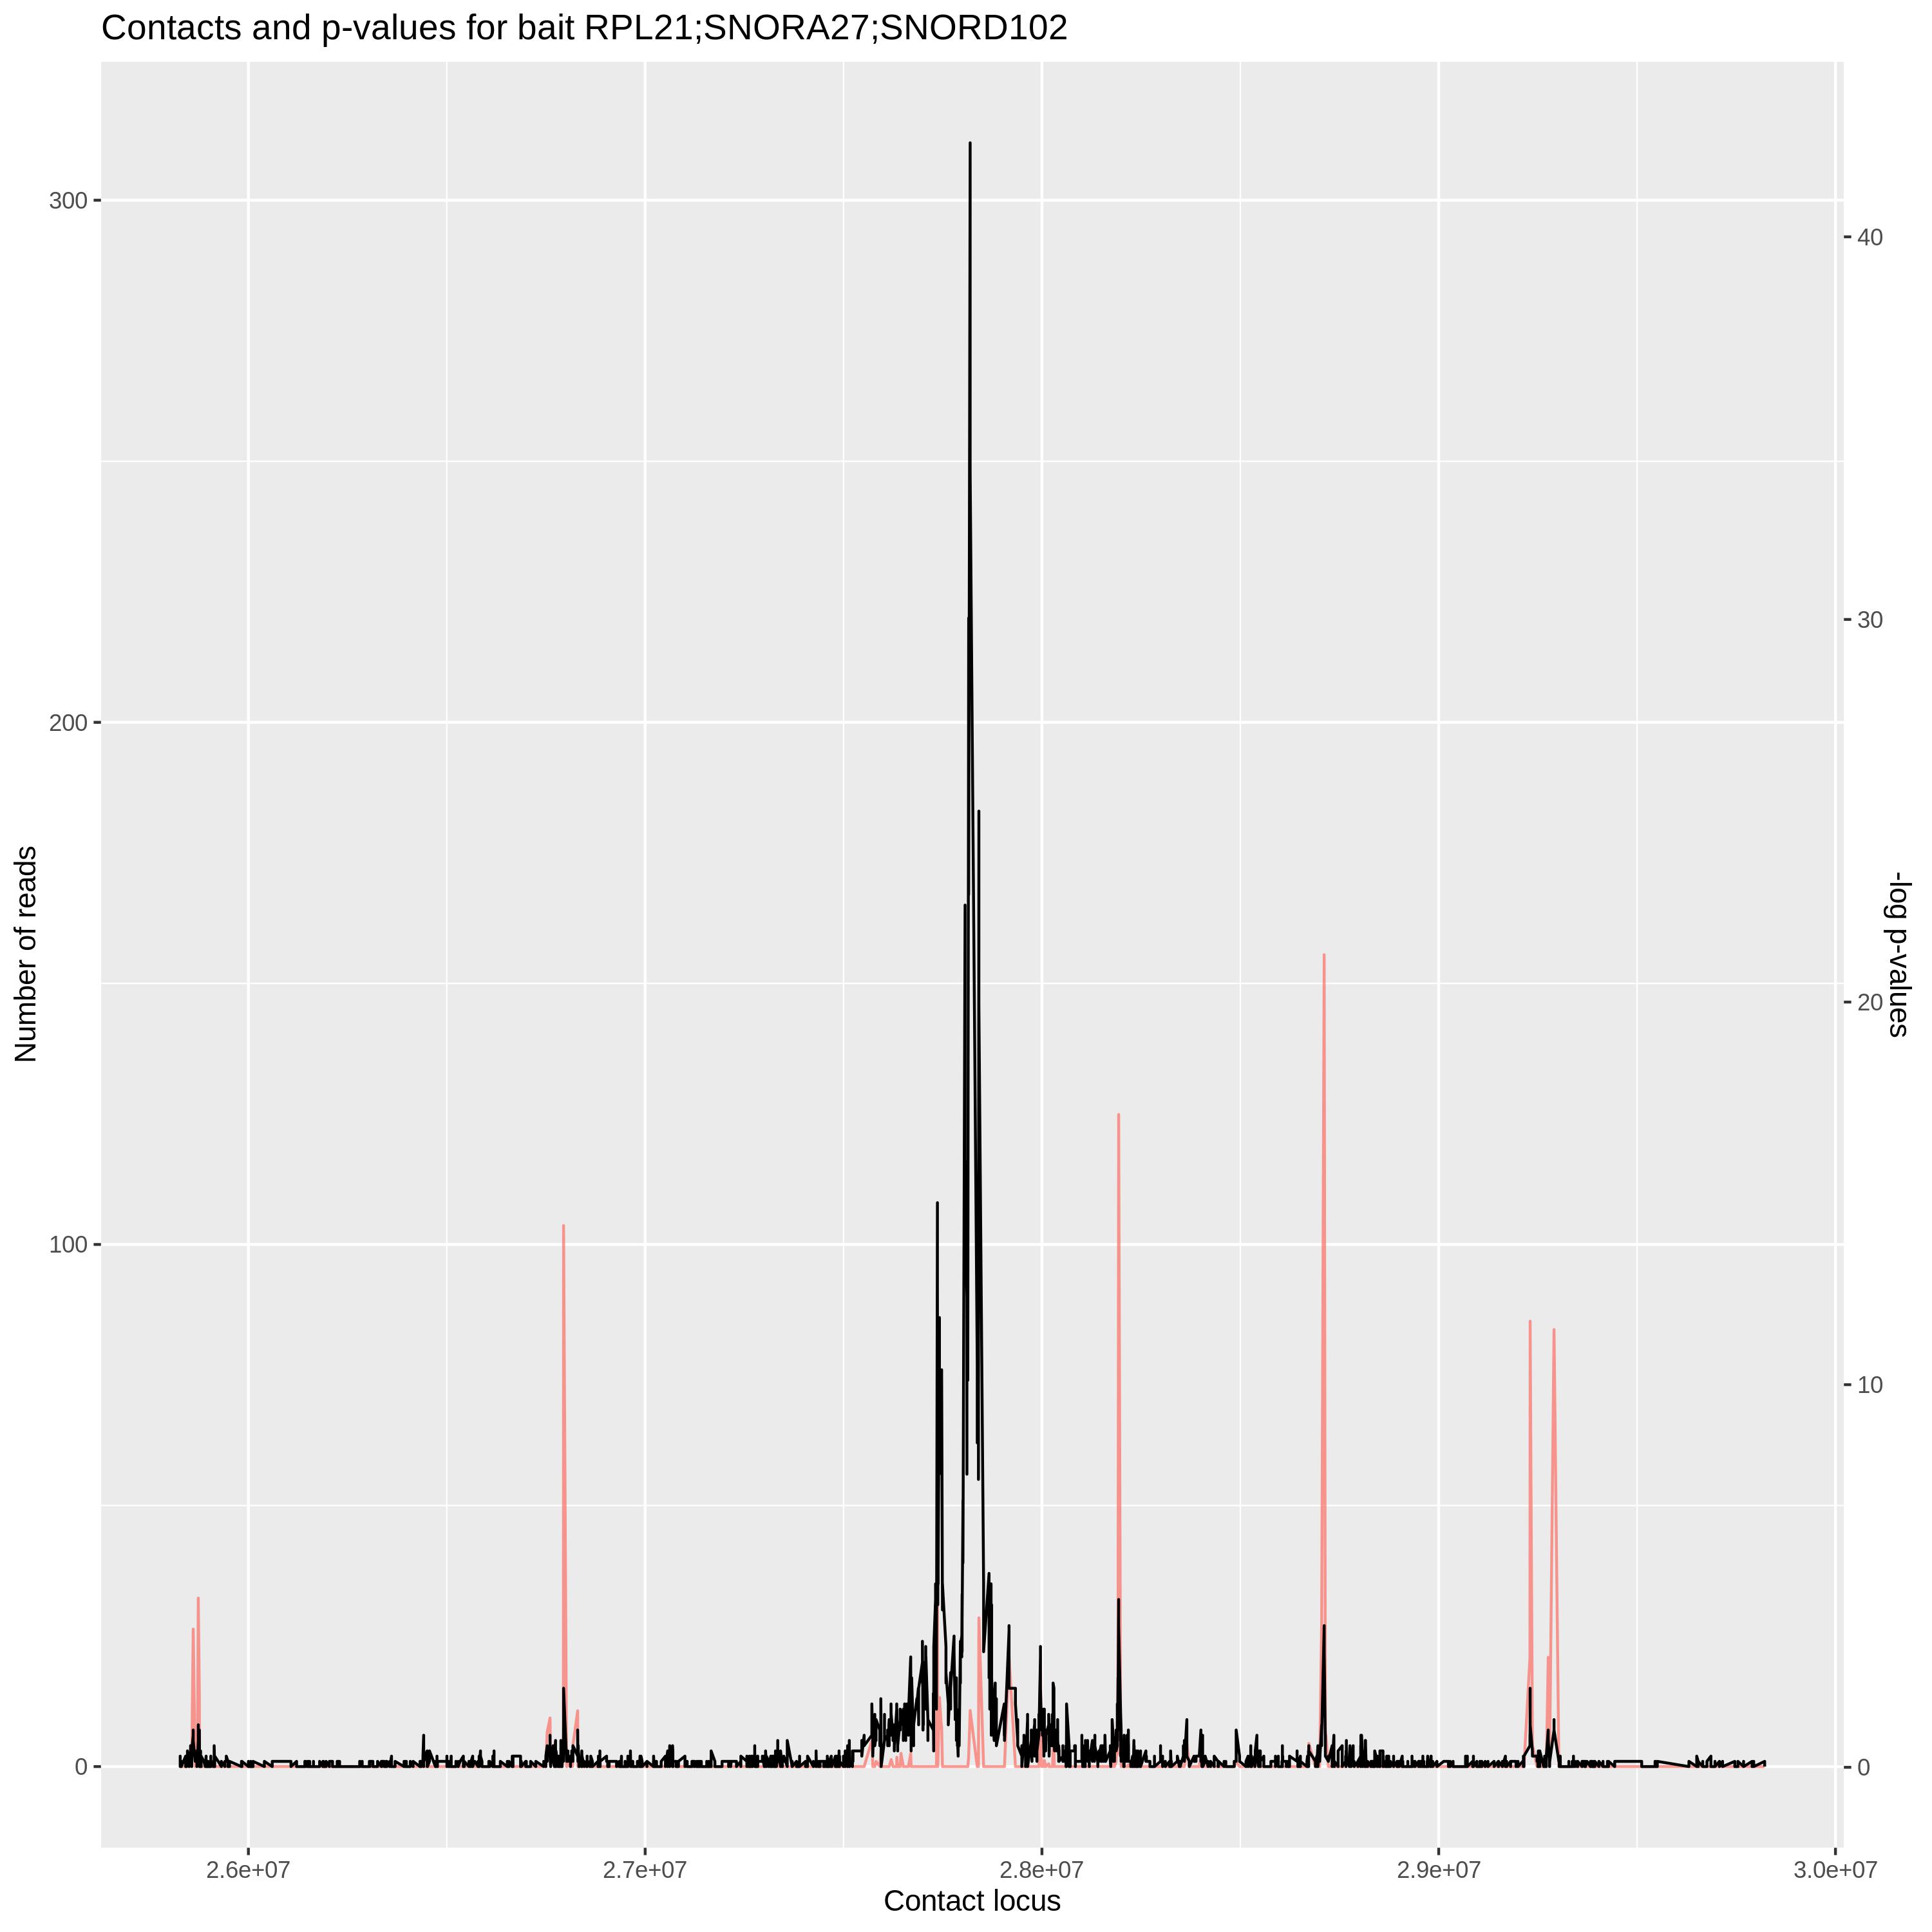 Contacts and p-values for bait RPL21;SNORA27;SNORD102
Number of reads
300
200
100
0
40
30
20
10
0
-log p-values
2.6e+07
2.7e+07
2.8e+07
2.9e+07
3.0e+07
Contact locus